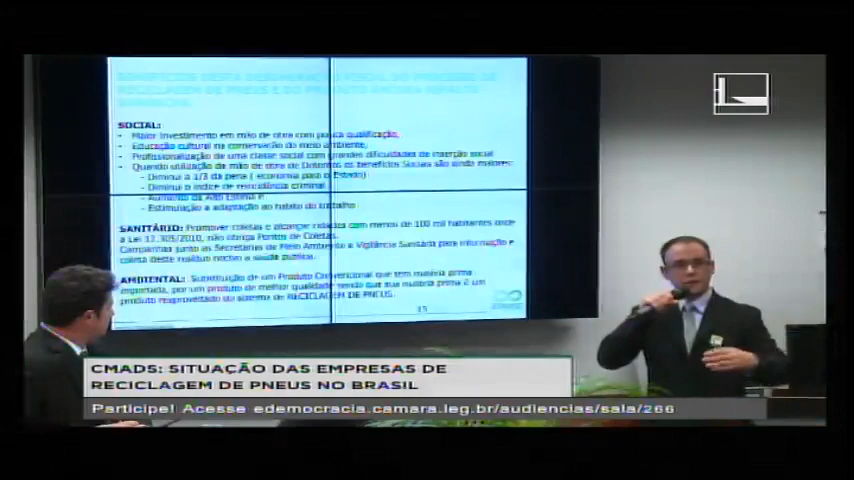 SOCIAL:
• Maior investimento em mão de obra com pouca qualificação,
• Educação cultural na conservação do meio ambiente,
• Profissionalização de uma classe social com grandes dificuldades de inserção social
• Quando utilização de mão de obra de Detentos os benefícios Sociais são ainda maiores:
- Diminui a 1/3 da pena ( economia para o Estado)
- Diminui o índice de reincidência criminal
- Aumento da Alto Estima e
- Estimulação a adaptação ao habito do trabalho
SANITÁRIO: Promover coletas e alcançar cidades com menos de 100 mil habitantes onde
a Lei 12.305/2010, não obriga Pontos de Coletas.
Campanhas junto as Secretarias de Meio Ambiente e Vigilância Sanitária para informação e
coleta deste resíduo nocivo a saúde pública.
AMBIENTAL: Substituição de um Produto Convencional que tem matéria prima
importada, por um produto de melhor qualidade sendo que sua matéria prima é um
produto reaproveitado do sistema de RECICLAGEM DE PNEUS.
15
CMADS: SITUAÇÃO DAS EMPRESAS DE
RECICLAGEM DE PNEUS NO BRASIL
Participe! Acesse edemocracia.camara.leg.br/audiencias/sala/266